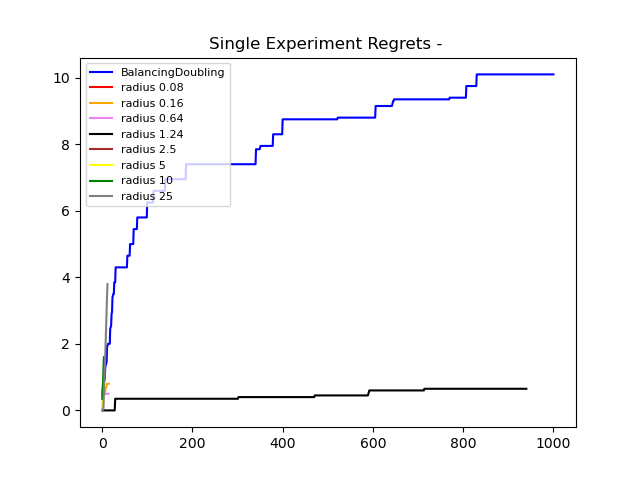 Single Experiment Regrets -
BalancingDoubling
radius 0.08
radius 0.16
radius 0.64
radius 1.24
radius 2.5
radius 5
radius 10
radius 25
10
8
6
4
2
0
0 200 400 600 800 1000